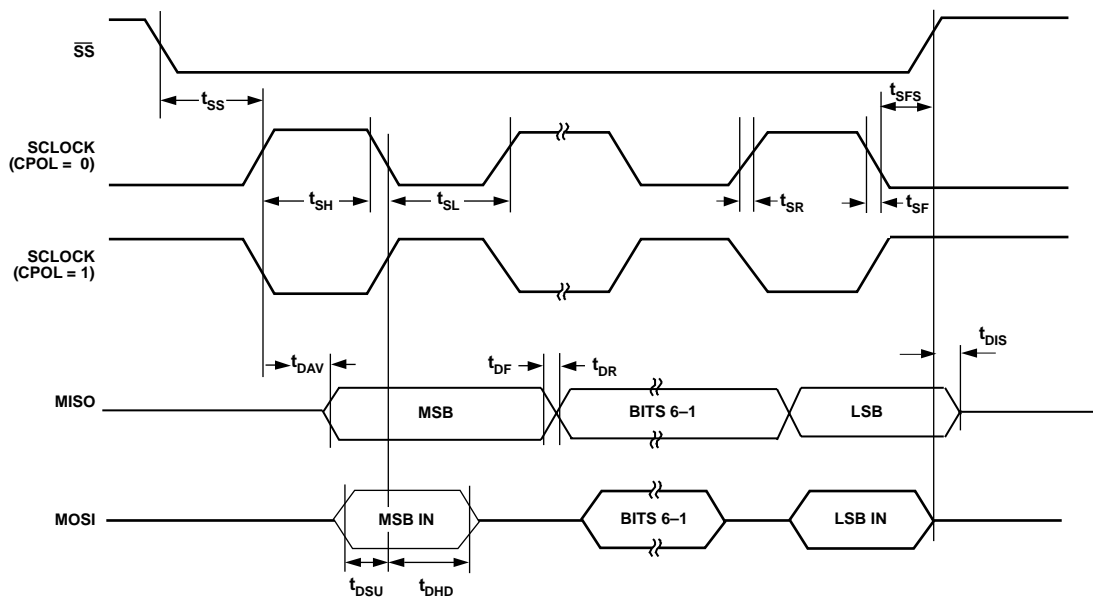 SS
tSS
tSFS
SCLOCK
(CPOL = 0)
tSH
tSL
tSR
tSF
SCLOCK
(CPOL = 1)
tDAV
tDF
tDR
tDIS
MISO
MSB
BITS 6–1
LSB
MOSI
MSB IN
BITS 6–1
LSB IN
tDSU
tDHD